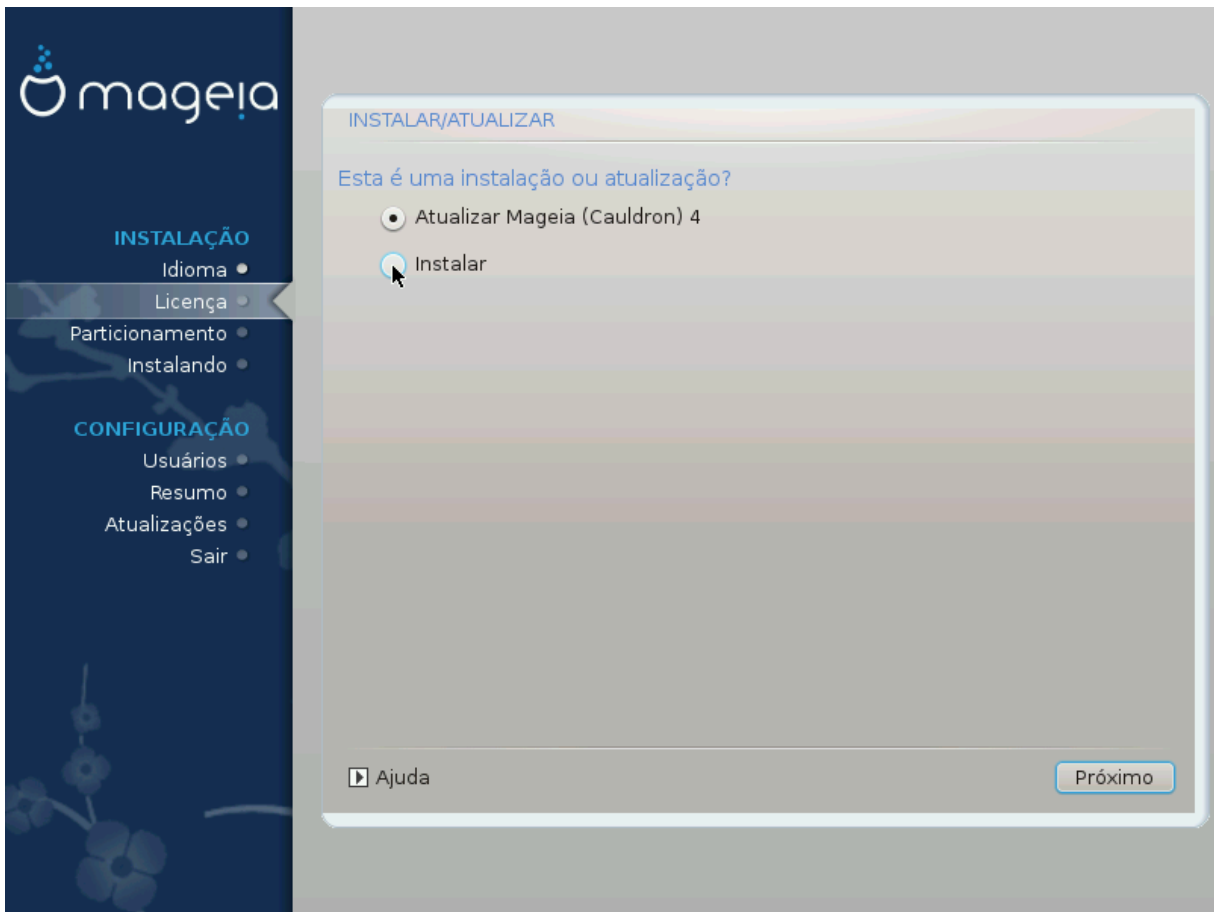 mageia
INSTALAÇÃO
Idioma
Licença
Particionamento
Instalando
CONFIGURAÇÃO
Usuários
Resumo
Atualizações
Sair
INSTALAR/ATUALIZAR
Esta é uma instalação ou atualização?
Atualizar Mageia (Cauldron) 4
Instalar
Ajuda
Próximo